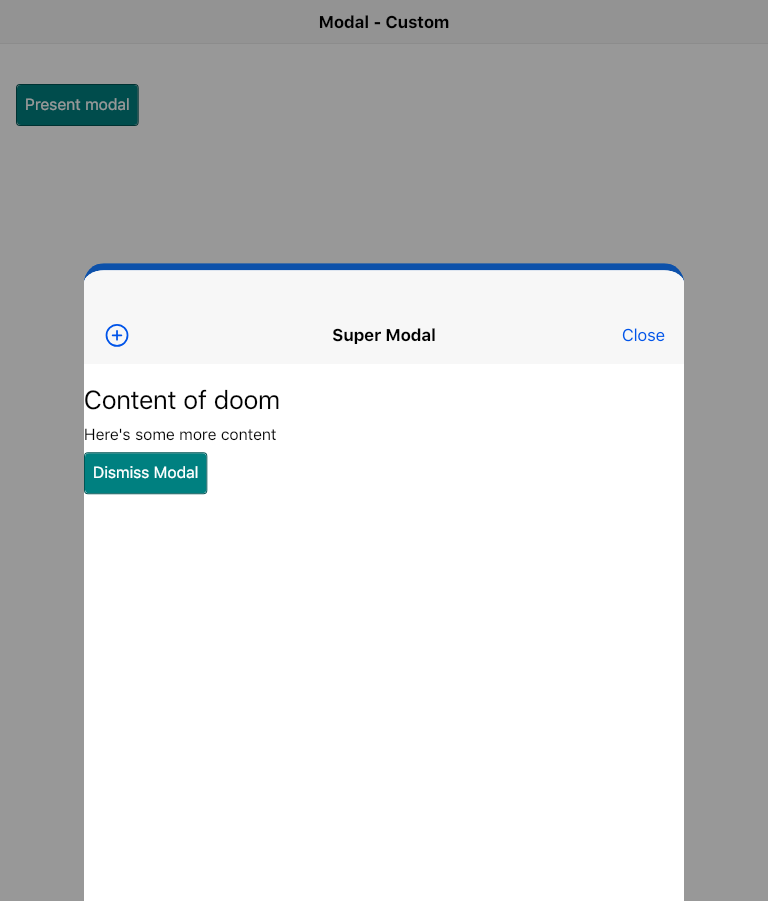 Modal - Custom
Present modal
Super Modal
Close
Content of doom
Here's some more content
Dismiss Modal